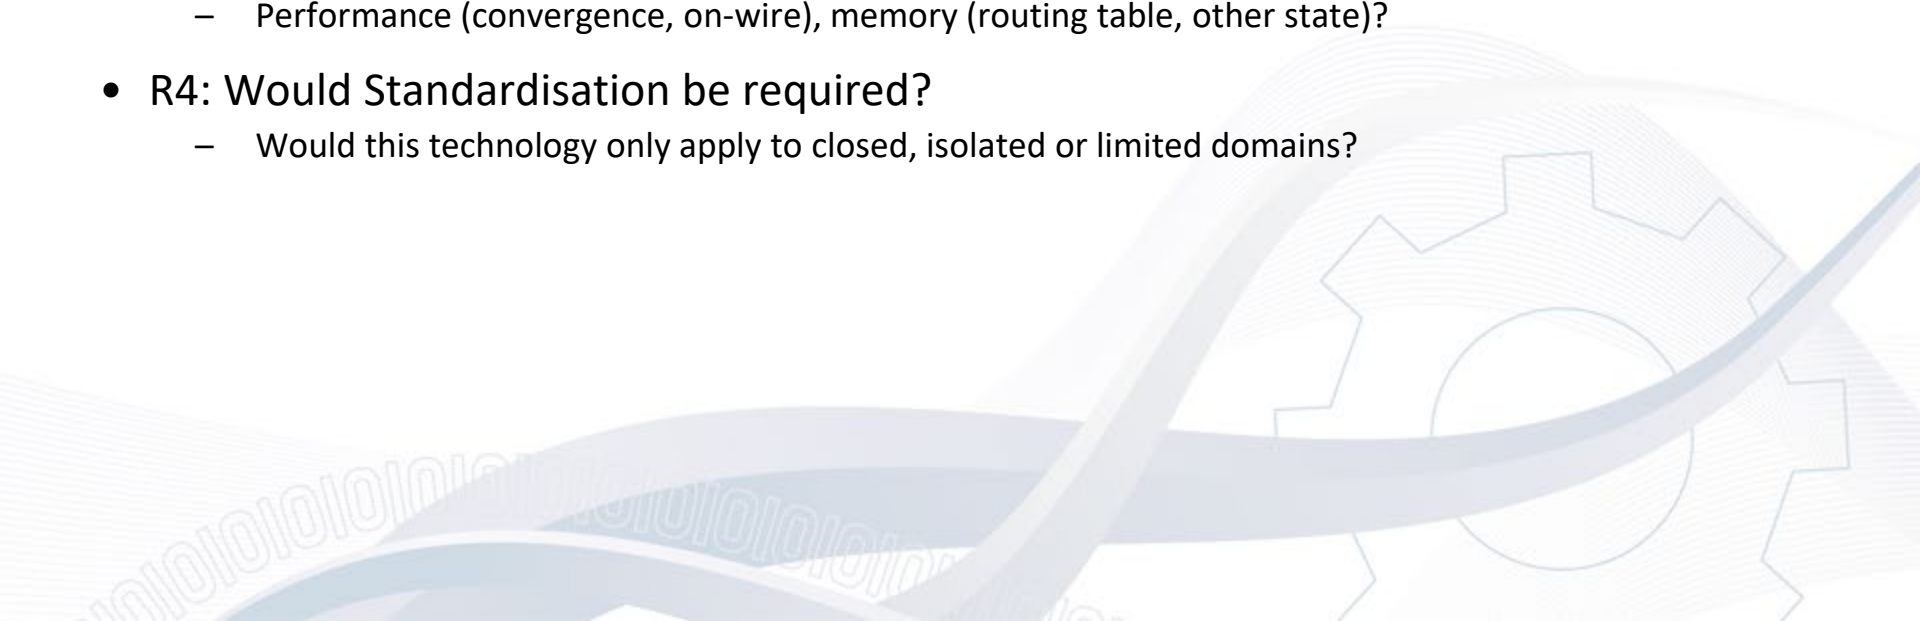 – Performance (convergence, on-wire), memory (routing table, other state)?
• R4: Would Standardisation be required?
– Would this technology only apply to closed, isolated or limited domains?